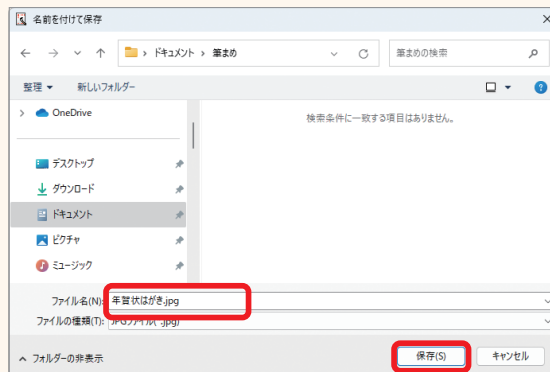 名前を付けて保存
ドキュメント › 筆まめ
筆まめの検索
整理 新しいフォルダー
OneDrive
検索条件に一致する項目はありません。
デスクトップ
ダウンロード
ドキュメント
ピクチャ
ミュージック
ファイル名(N): 年賀状はがき.jpg
ファイルの種類(T): JPGファイル(*.jpg)
フォルダーの非表示
保存(S)
キャンセル